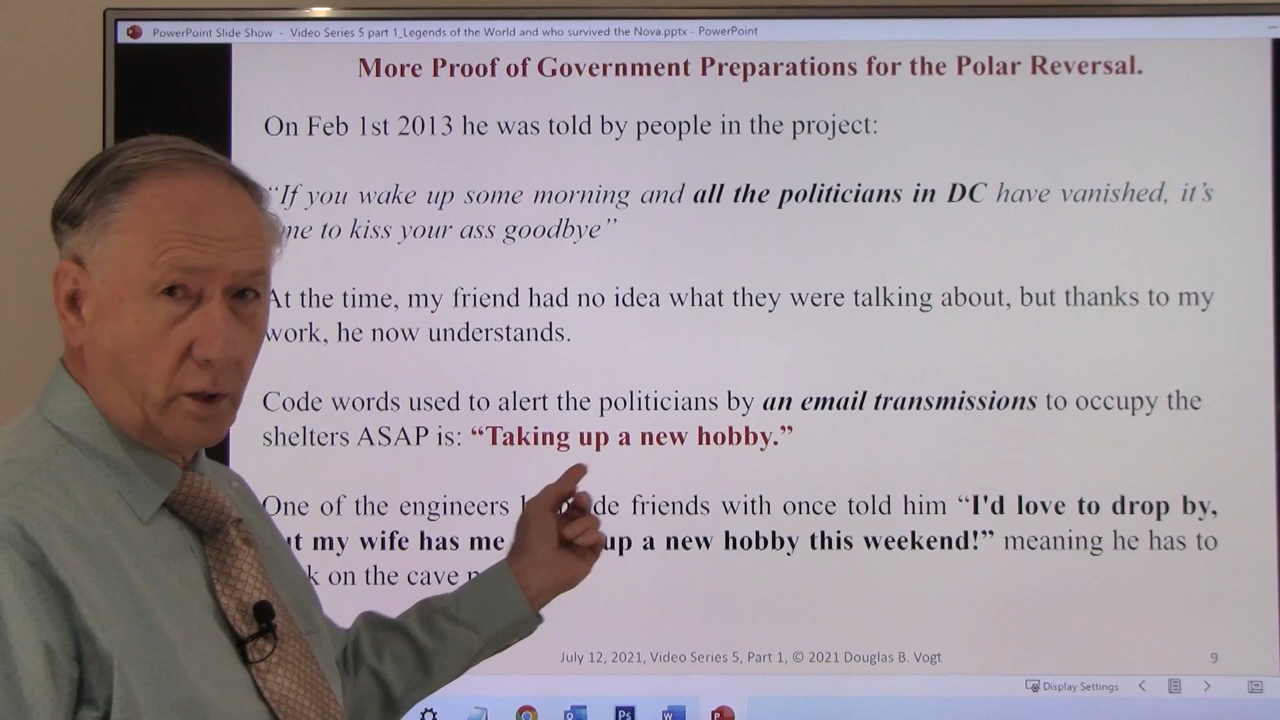 PowerPoint Slide Show - Video Series 5 part 1_Legends of the World and who survived the Nova.pptx - PowerPoint
More Proof of Government Preparations for the Polar Reversal.
On Feb 1st 2013 he was told by people in the project:
“If you wake up some morning and all the politicians in DC have vanished, it’s
me to kiss your ass goodbye”
At the time, my friend had no idea what they were talking about, but thanks to my
work, he now understands.
Code words used to alert the politicians by an email transmissions to occupy the
shelters ASAP is: “Taking up a new hobby.”
One of the engineers de friends with once told him “I'd love to drop by,
my wife has me up a new hobby this weekend!” meaning he has to
on the cave
July 12, 2021, Video Series 5, Part 1, © 2021 Douglas B. Vogt
9
Display Settings
Ps
W
P